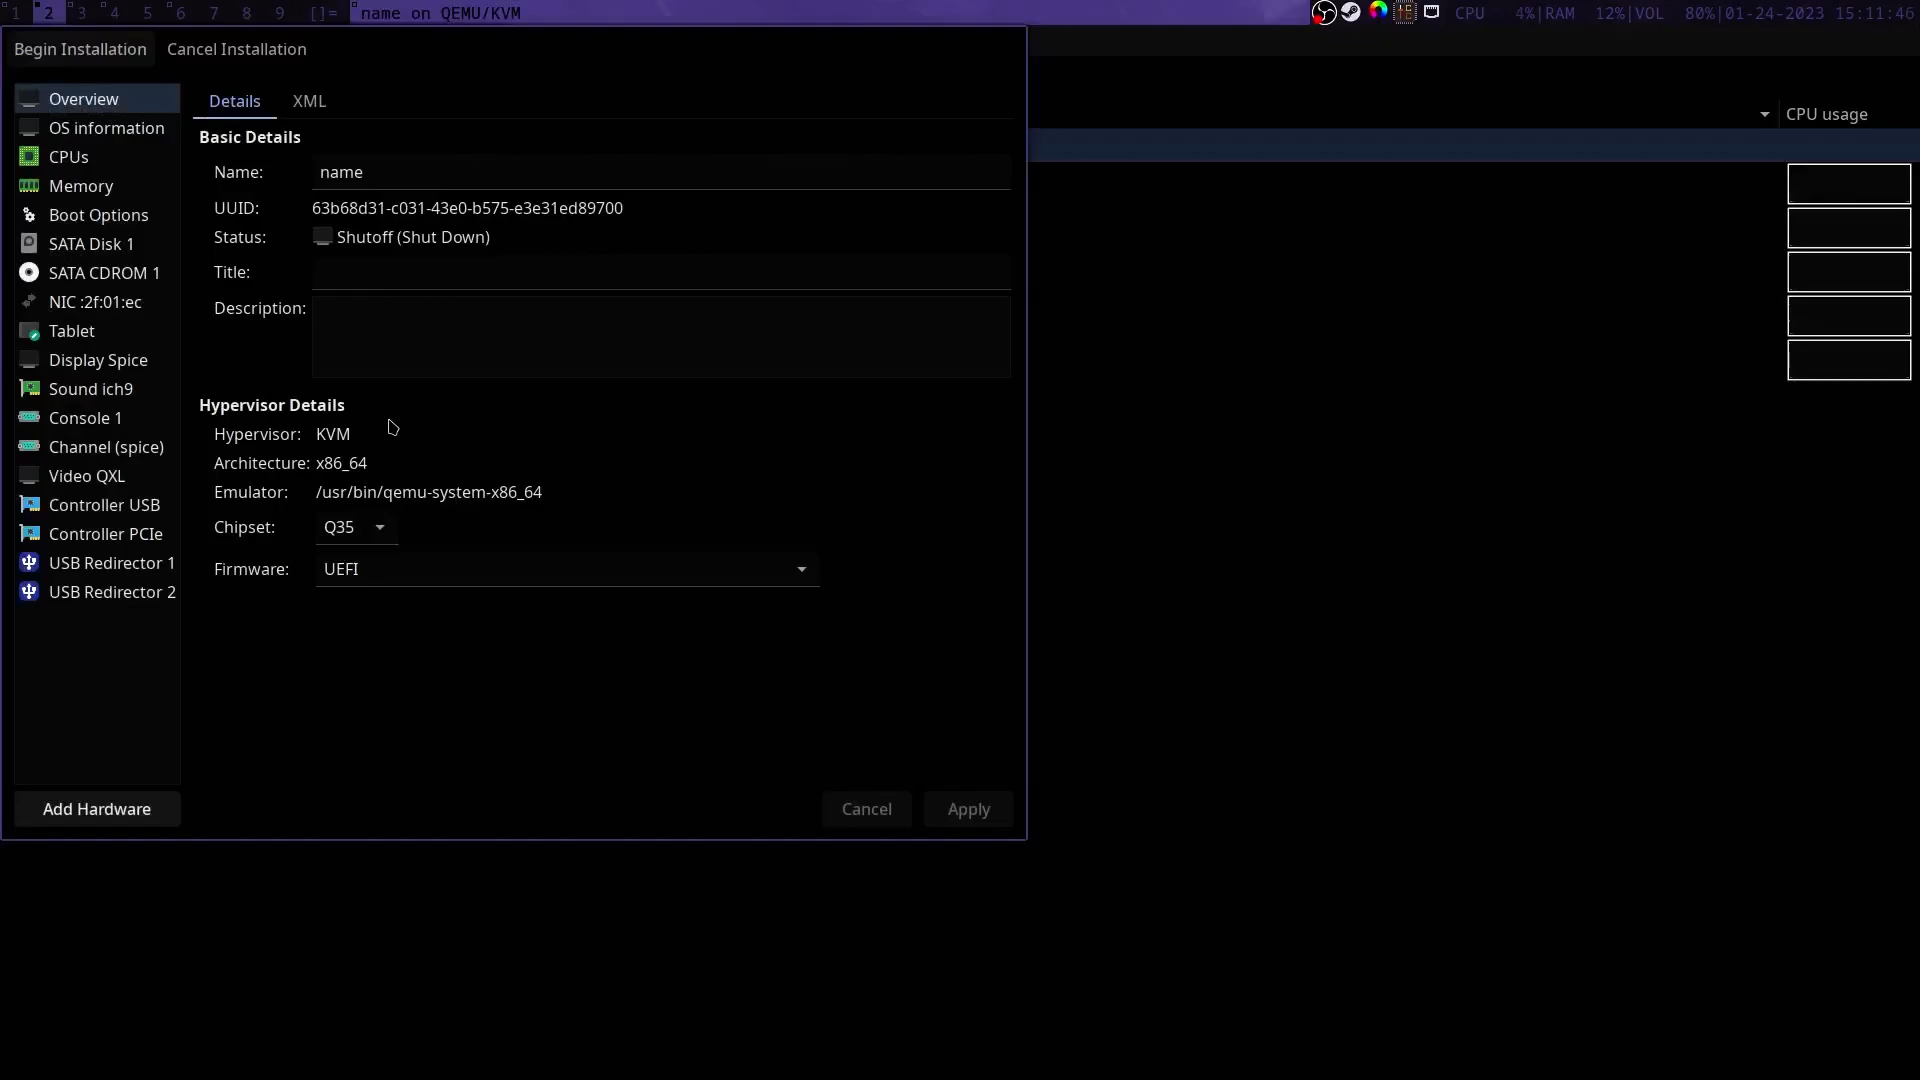 1 2 3 4 5 6 7 8 9 []= name on QEMU/KVM CPU 4%|RAM 12%|VOL 80%|01-24-2023 15:11:46
Begin Installation Cancel Installation
Overview
OS information
CPUs
Memory
Boot Options
SATA Disk 1
SATA CDROM 1
NIC :2f:01:ec
Tablet
Display Spice
Sound ich9
Console 1
Channel (spice)
Video QXL
Controller USB
Controller PCIe
USB Redirector 1
USB Redirector 2
Add Hardware
Details XML
Basic Details
Name: name
UUID: 63b68d31-c031-43e0-b575-e3e31ed89700
Status: Shutoff (Shut Down)
Title:
Description:
Hypervisor Details
Hypervisor: KVM
Architecture: x86_64
Emulator: /usr/bin/qemu-system-x86_64
Chipset: Q35
Firmware: UEFI
Cancel Apply
CPU usage